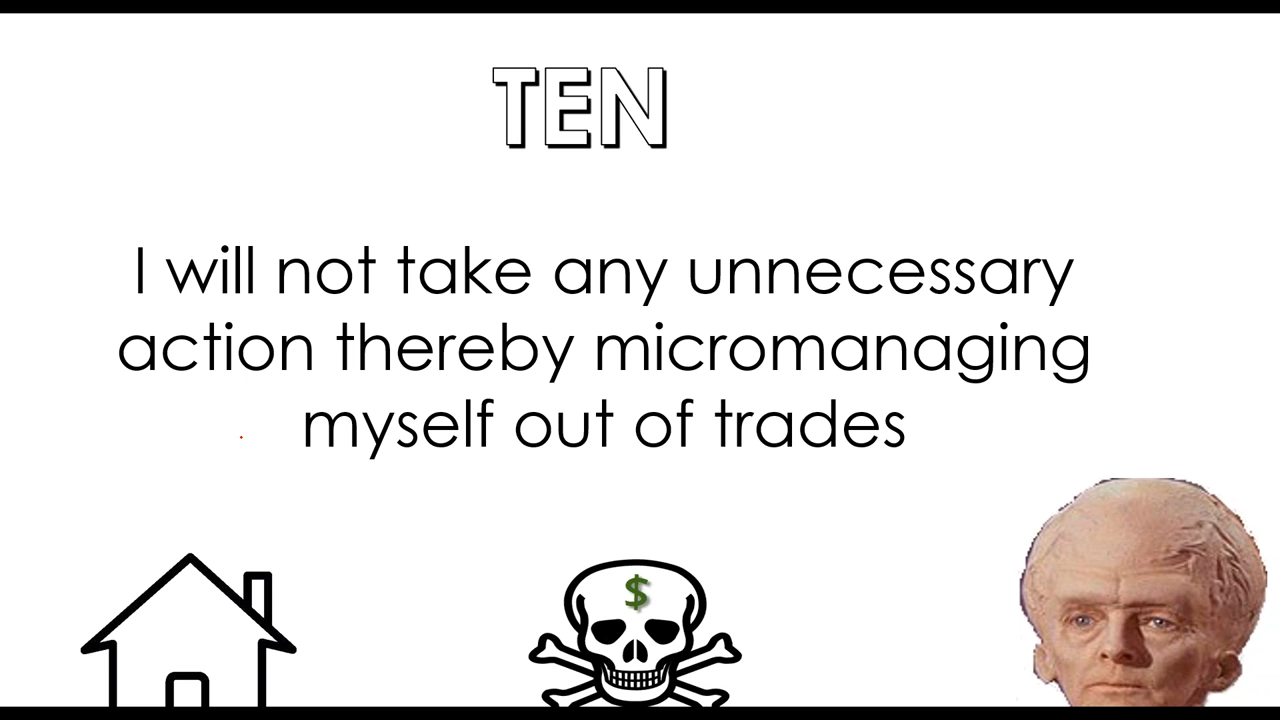 TEN
I will not take any unnecessary
action thereby micromanaging
myself out of trades
$